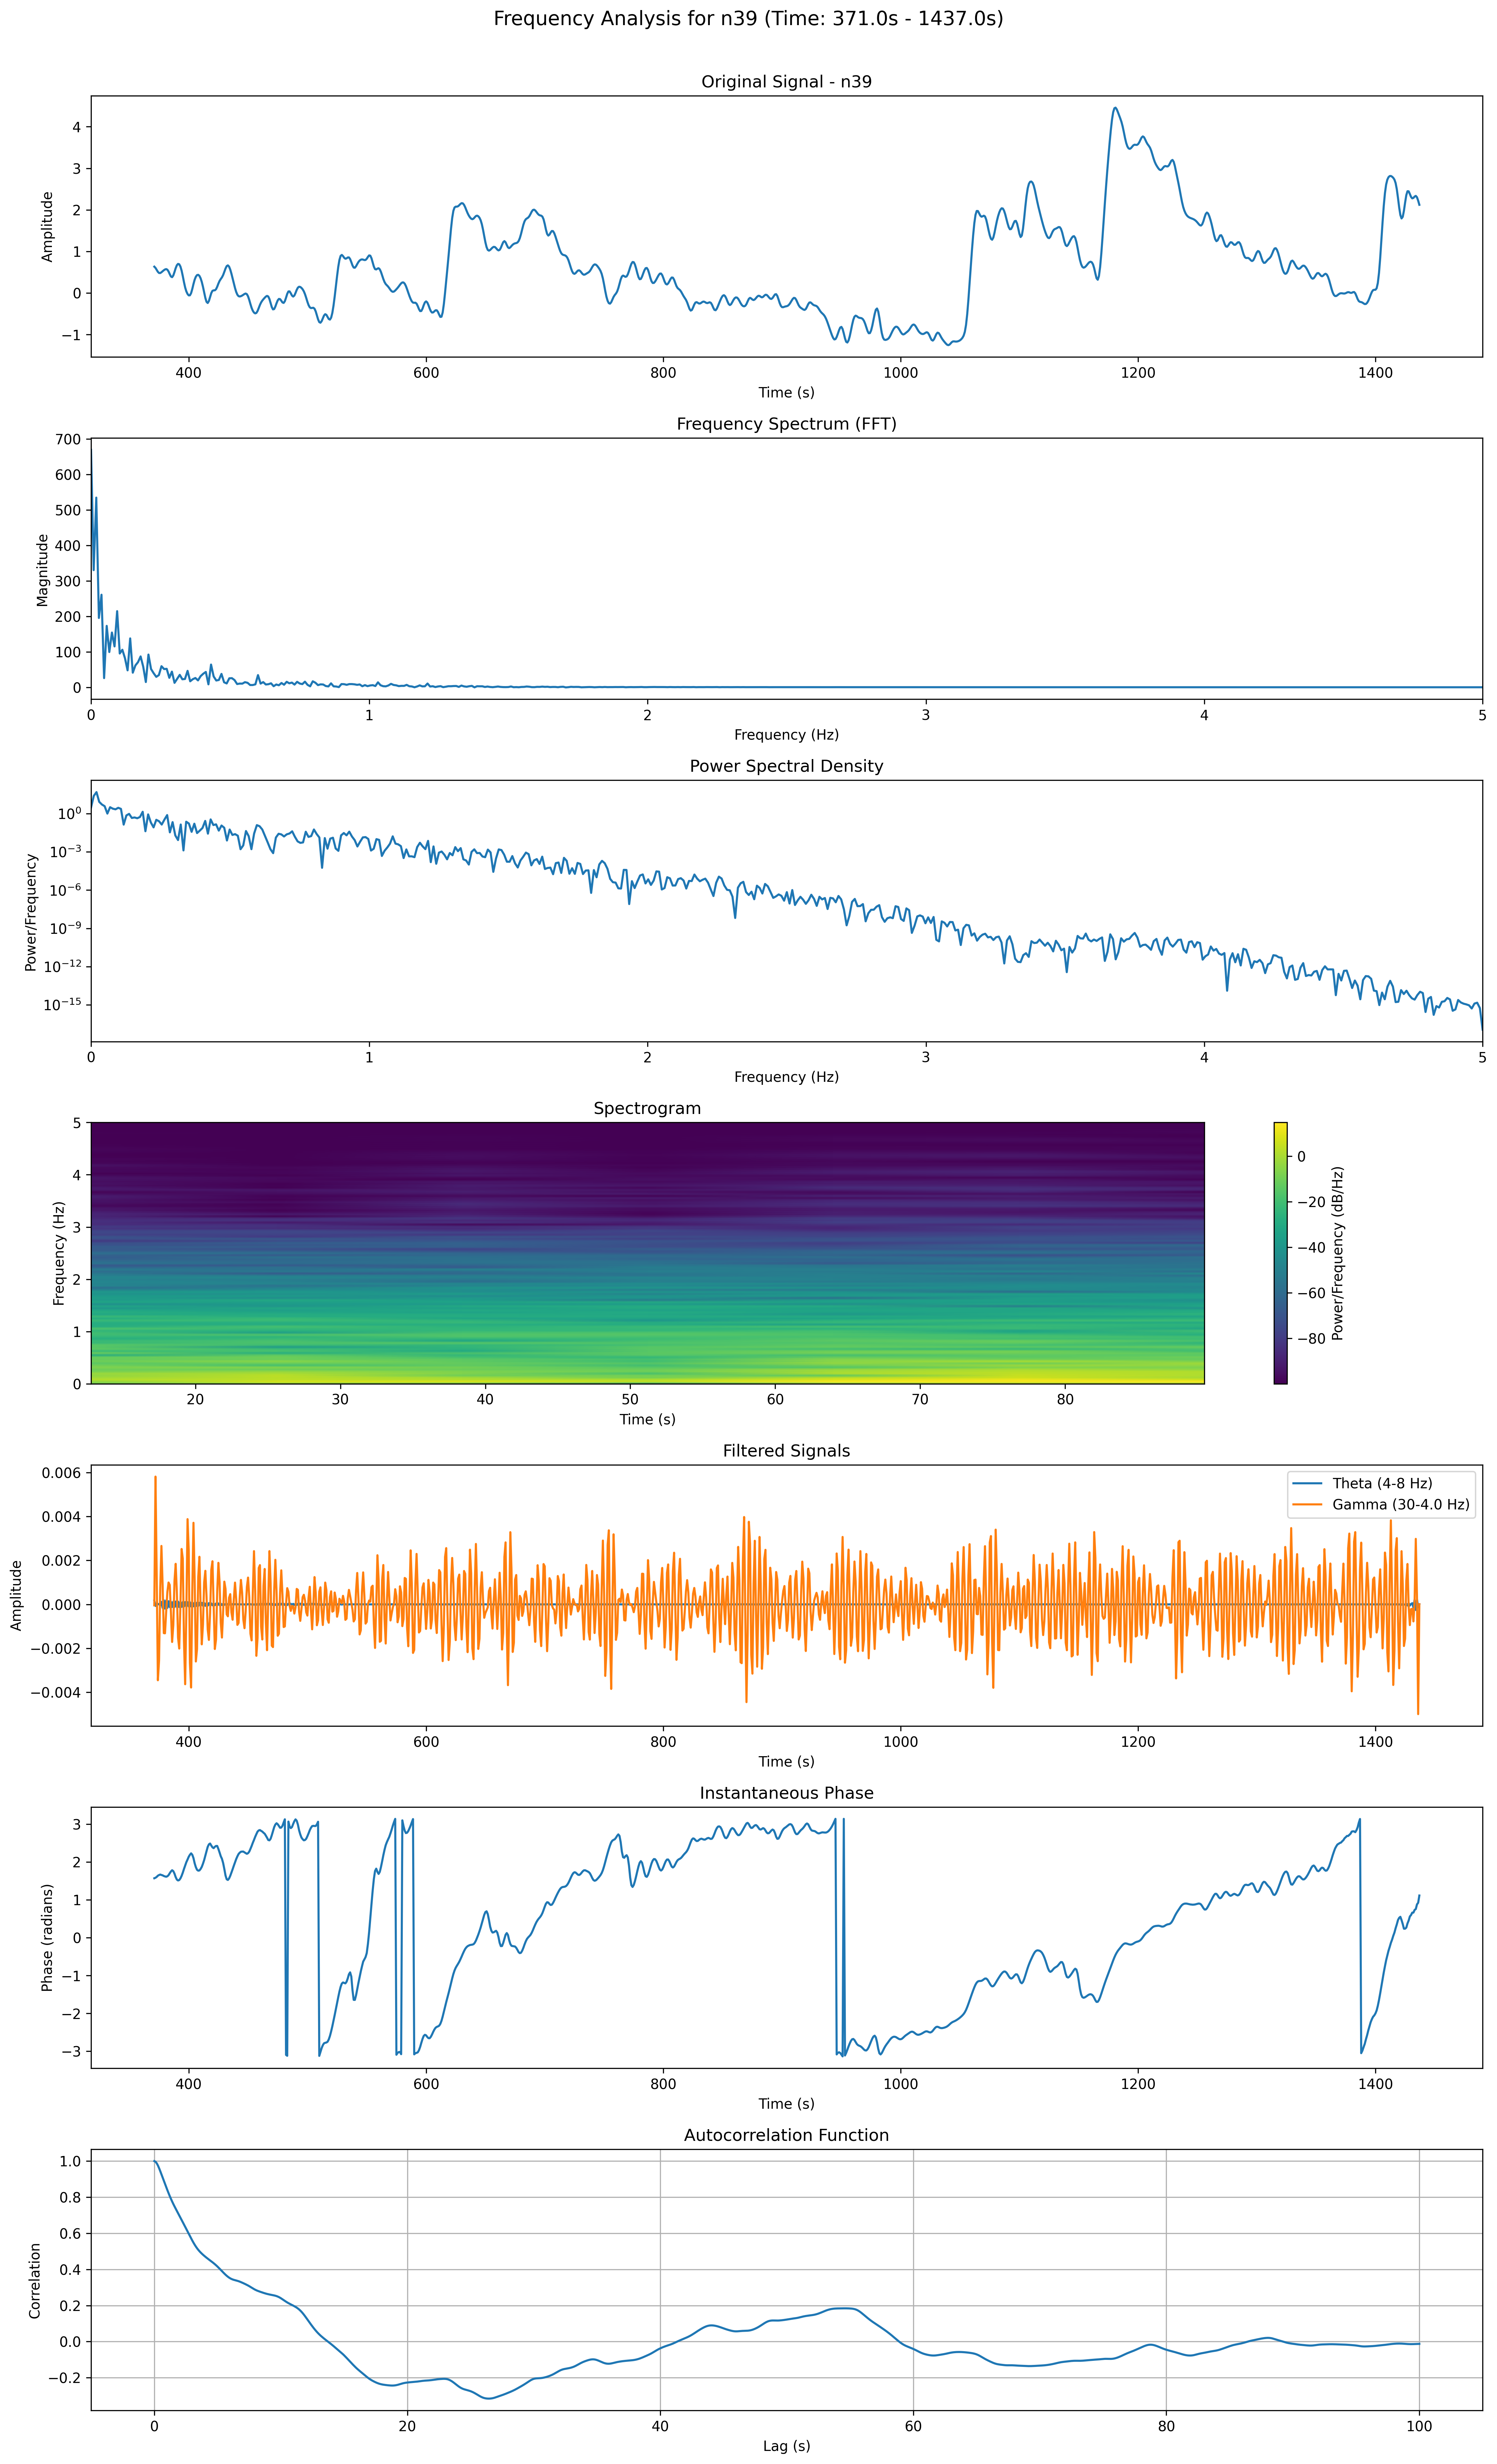 Frequency Analysis for n39 (Time: 371.0s - 1437.0s)
Original Signal - n39
Amplitude
4
3
2
1
0
−1
400 600 800 1000 1200 1400
Time (s)
Frequency Spectrum (FFT)
Magnitude
700
600
500
400
300
200
100
0
0 1 2 3 4 5
Frequency (Hz)
Power Spectral Density
Power/Frequency
10⁰
10⁻³
10⁻⁶
10⁻⁹
10⁻¹²
10⁻¹⁵
0 1 2 3 4 5
Frequency (Hz)
Spectrogram
Frequency (Hz)
5
4
3
2
1
0
20 30 40 50 60 70 80
Time (s)
0
−20
−40
−60
−80
Power/Frequency (dB/Hz)
Filtered Signals
Amplitude
0.006
0.004
0.002
0.000
−0.002
−0.004
Theta (4-8 Hz)
Gamma (30-4.0 Hz)
400 600 800 1000 1200 1400
Time (s)
Instantaneous Phase
Phase (radians)
3
2
1
0
−1
−2
−3
400 600 800 1000 1200 1400
Time (s)
Autocorrelation Function
Correlation
1.0
0.8
0.6
0.4
0.2
0.0
−0.2
0 20 40 60 80 100
Lag (s)